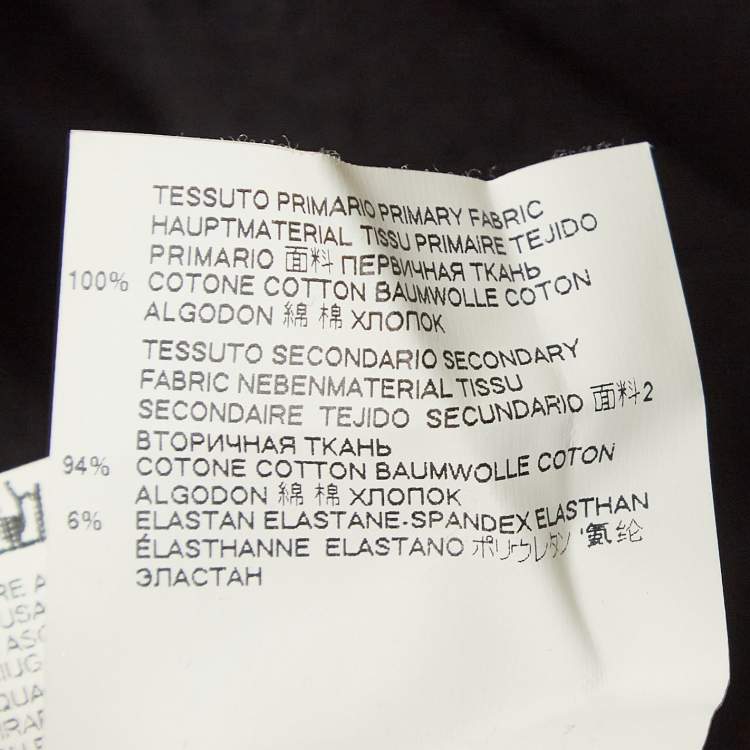 TESSUTO PRIMARIO PRIMARY FABRIC
HAUPTMATERIAL TISSU PRIMAIRE TEJIDO
PRIMARIO 面料 ПЕРВИЧНАЯ ТКАНЬ
100% COTONE COTTON BAUMWOLLE COTON
ALGODON 綿 棉 ХЛОПОК
TESSUTO SECONDARIO SECONDARY
FABRIC NEBENMATERIAL TISSU
SECONDAIRE TEJIDO SECUNDARIO 面料2
ВТОРИЧНАЯ ТКАНЬ
94% COTONE COTTON BAUMWOLLE COTON
ALGODON 綿 棉 ХЛОПОК
6% ELASTAN ELASTANE-SPANDEX ELASTHAN
ÉLASTHANNE ELASTANO ポリウレタン 氨纶
ЭЛАСТАН